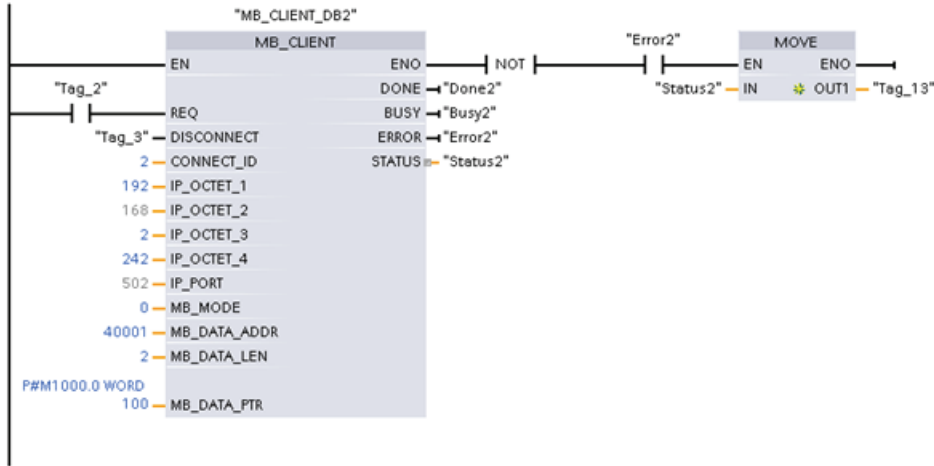 "MB_CLIENT_DB2"
MB_CLIENT
"Error2"
MOVE
EN ENO
NOT
EN ENO
"Tag_2"
DONE "Done2"
"Status2" IN OUT1 "Tag_13"
REQ BUSY "Busy2"
"Tag_3" DISCONNECT ERROR "Error2"
2 CONNECT_ID STATUS "Status2"
192 IP_OCTET_1
168 IP_OCTET_2
2 IP_OCTET_3
242 IP_OCTET_4
502 IP_PORT
0 MB_MODE
40001 MB_DATA_ADDR
2 MB_DATA_LEN
P#M1000.0 WORD
100 MB_DATA_PTR